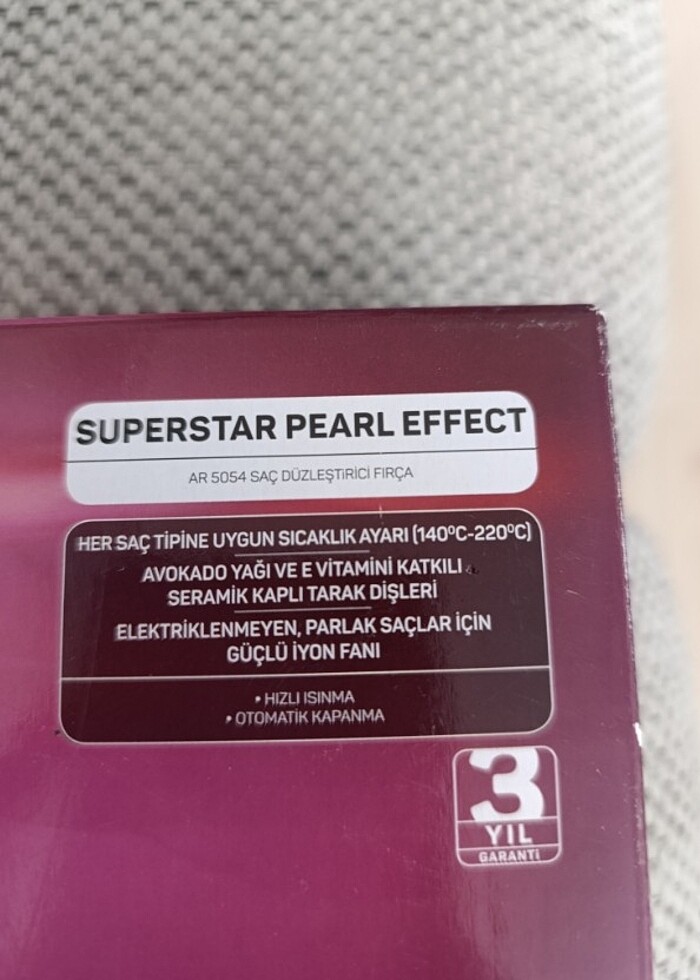 SUPERSTAR PEARL EFFECT
AR 5054 SAÇ DÜZLEŞTİRİCİ FIRÇA
HER SAÇ TİPİNE UYGUN SICAKLIK AYARI (140ºC-220ºC)
AVOKADO YAĞI VE E VİTAMİNİ KATKILI
SERAMİK KAPLI TARAK DİŞLERİ
ELEKTRİKLENMEYEN, PARLAK SAÇLAR İÇİN
GÜÇLÜ İYON FANI
• HIZLI ISINMA
• OTOMATİK KAPANMA
3
YIL
GARANTİ